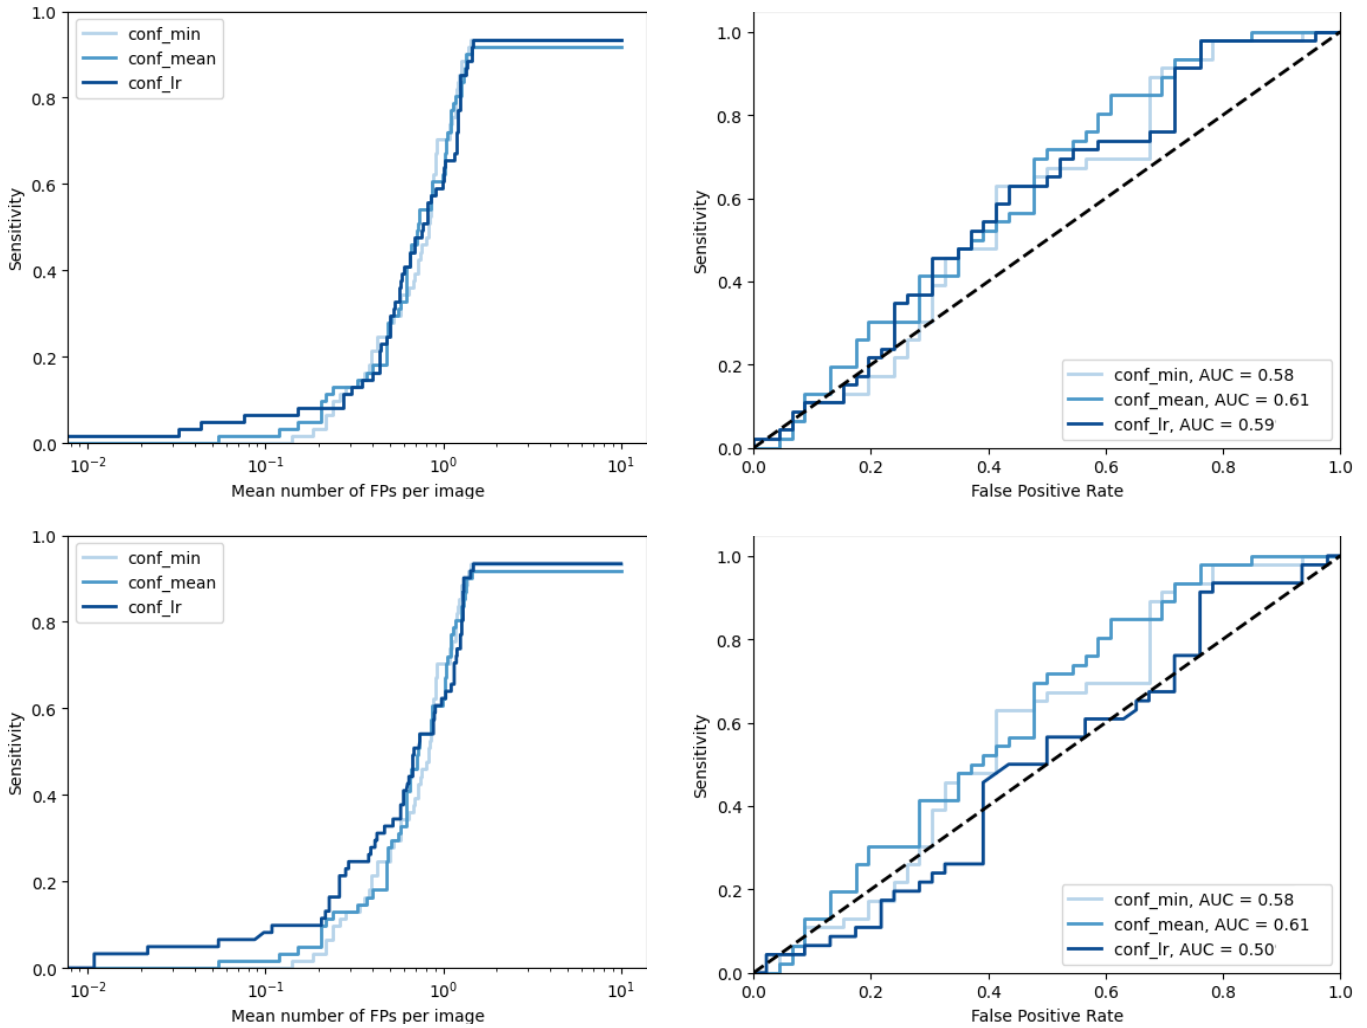 1.0
0.8
0.6
0.4
0.2
0.0
Sensitivity
conf_min
conf_mean
conf_lr
10⁻² 10⁻¹ 10⁰ 10¹
Mean number of FPs per image
1.0
0.8
0.6
0.4
0.2
0.0
Sensitivity
conf_min, AUC = 0.58
conf_mean, AUC = 0.61
conf_lr, AUC = 0.59
0.0 0.2 0.4 0.6 0.8 1.0
False Positive Rate
1.0
0.8
0.6
0.4
0.2
0.0
Sensitivity
conf_min
conf_mean
conf_lr
10⁻² 10⁻¹ 10⁰ 10¹
Mean number of FPs per image
1.0
0.8
0.6
0.4
0.2
0.0
Sensitivity
conf_min, AUC = 0.58
conf_mean, AUC = 0.61
conf_lr, AUC = 0.50
0.0 0.2 0.4 0.6 0.8 1.0
False Positive Rate